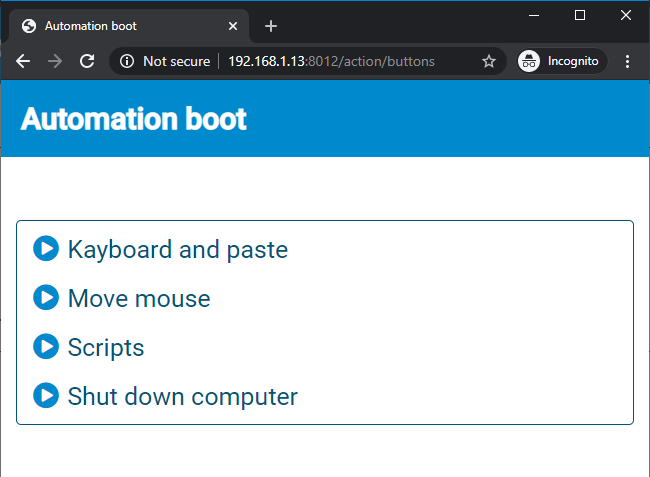 Automation boot
Not secure 192.168.1.13:8012/action/buttons Incognito
Automation boot
Kayboard and paste
Move mouse
Scripts
Shut down computer